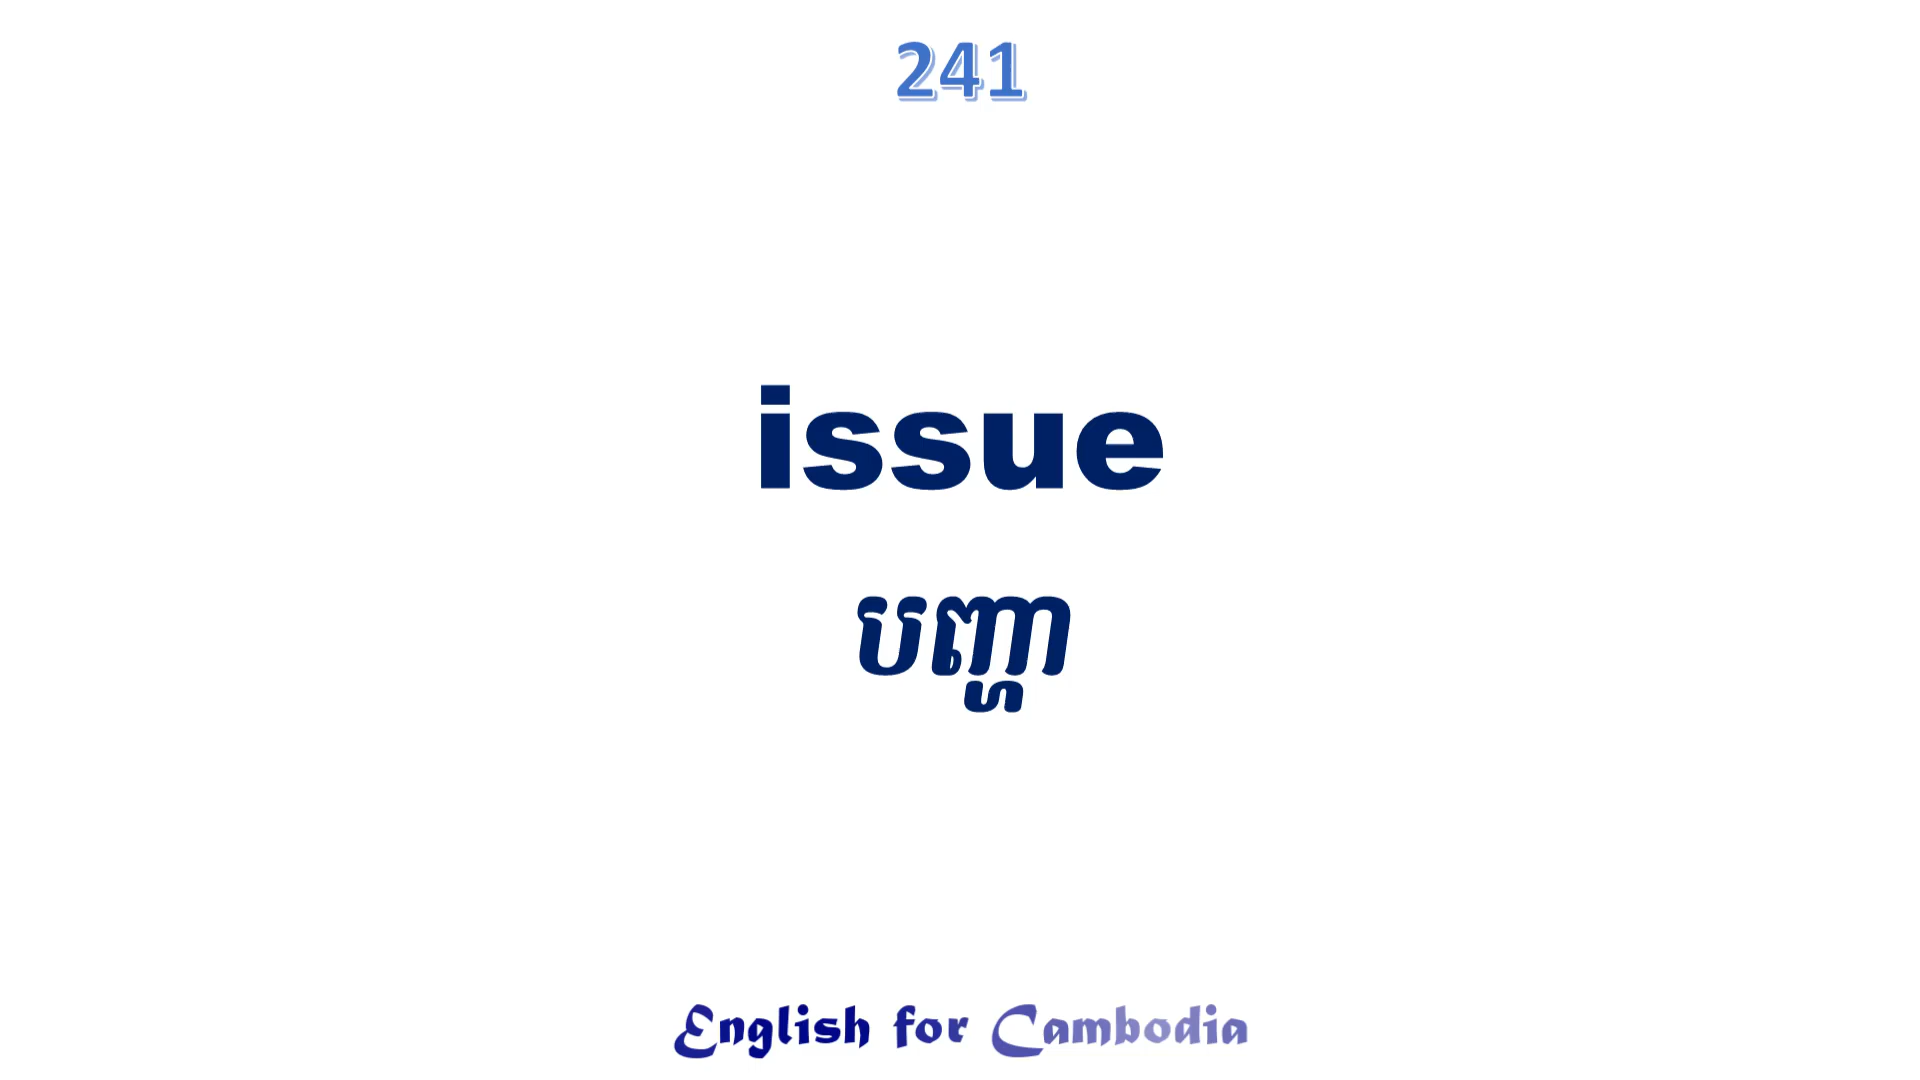 241
issue
បញ្ហា
English for Cambodia